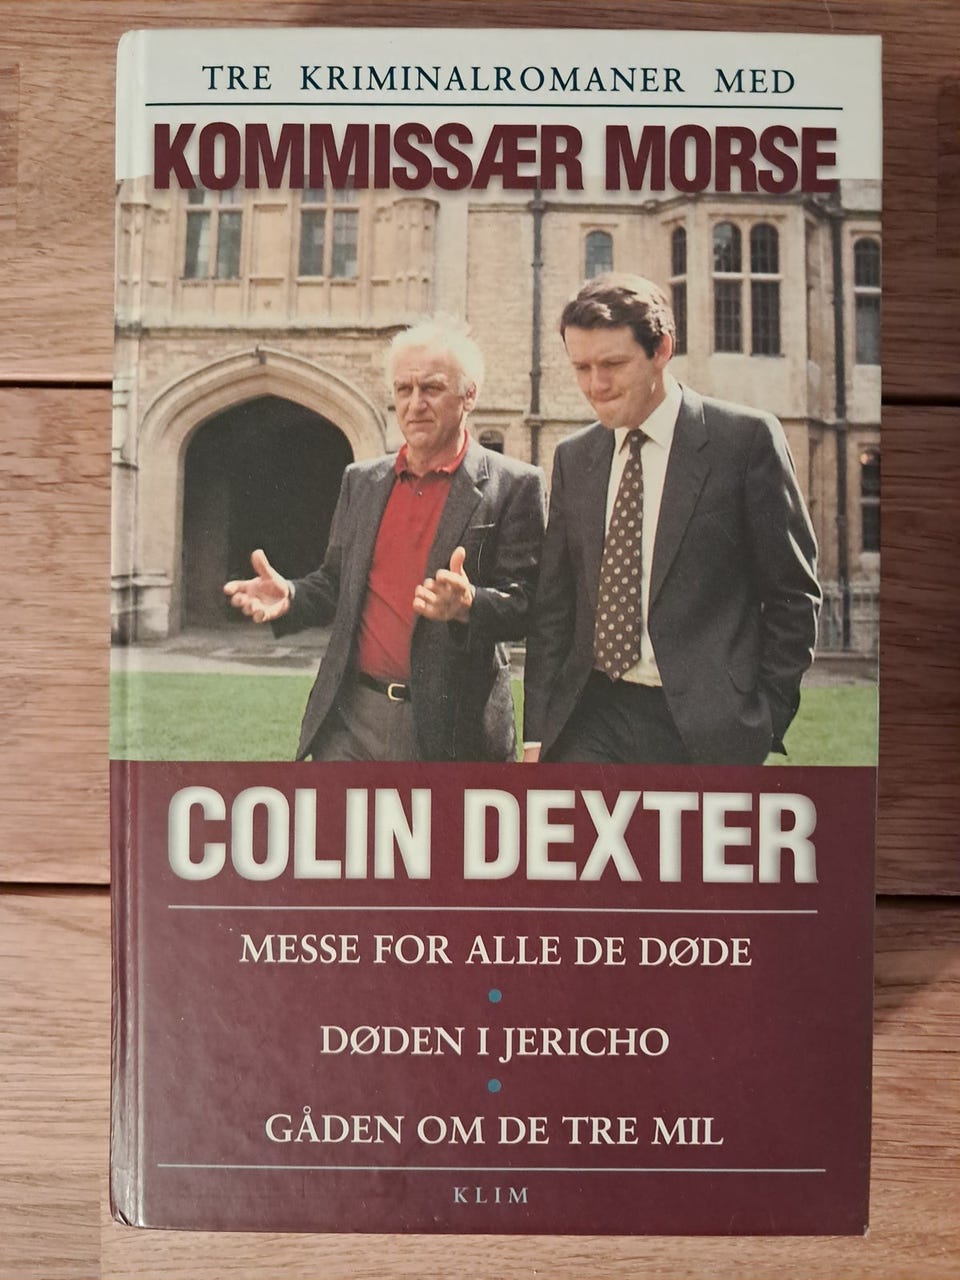 TRE KRIMINALROMANER MED
KOMMISSÆR MORSE
COLIN DEXTER
MESSE FOR ALLE DE DØDE
DØDEN I JERICHO
GÅDEN OM DE TRE MIL
KLIM